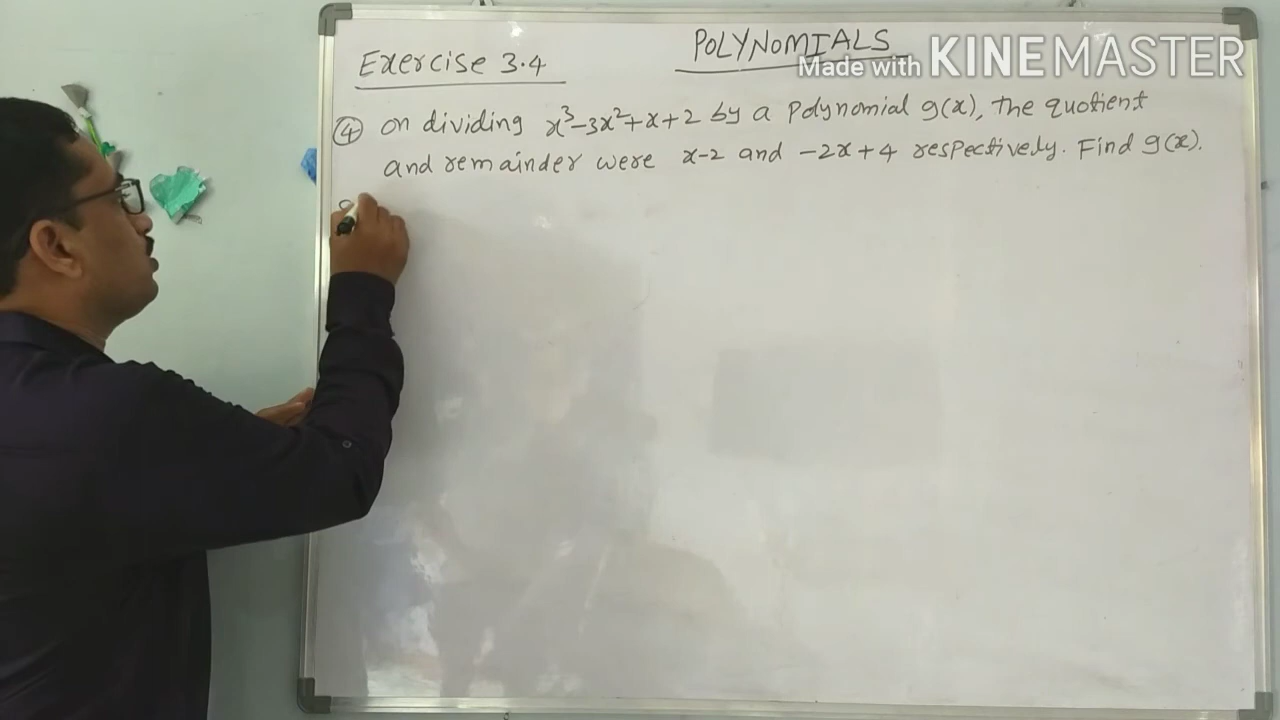 POLYNOMIALS
Made with KINEMASTER
Exercise 3.4
④ on dividing x³-3x²+x+2 by a polynomial g(x), the quotient
and remainder were x-2 and -2x+4 respectively. Find g(x).